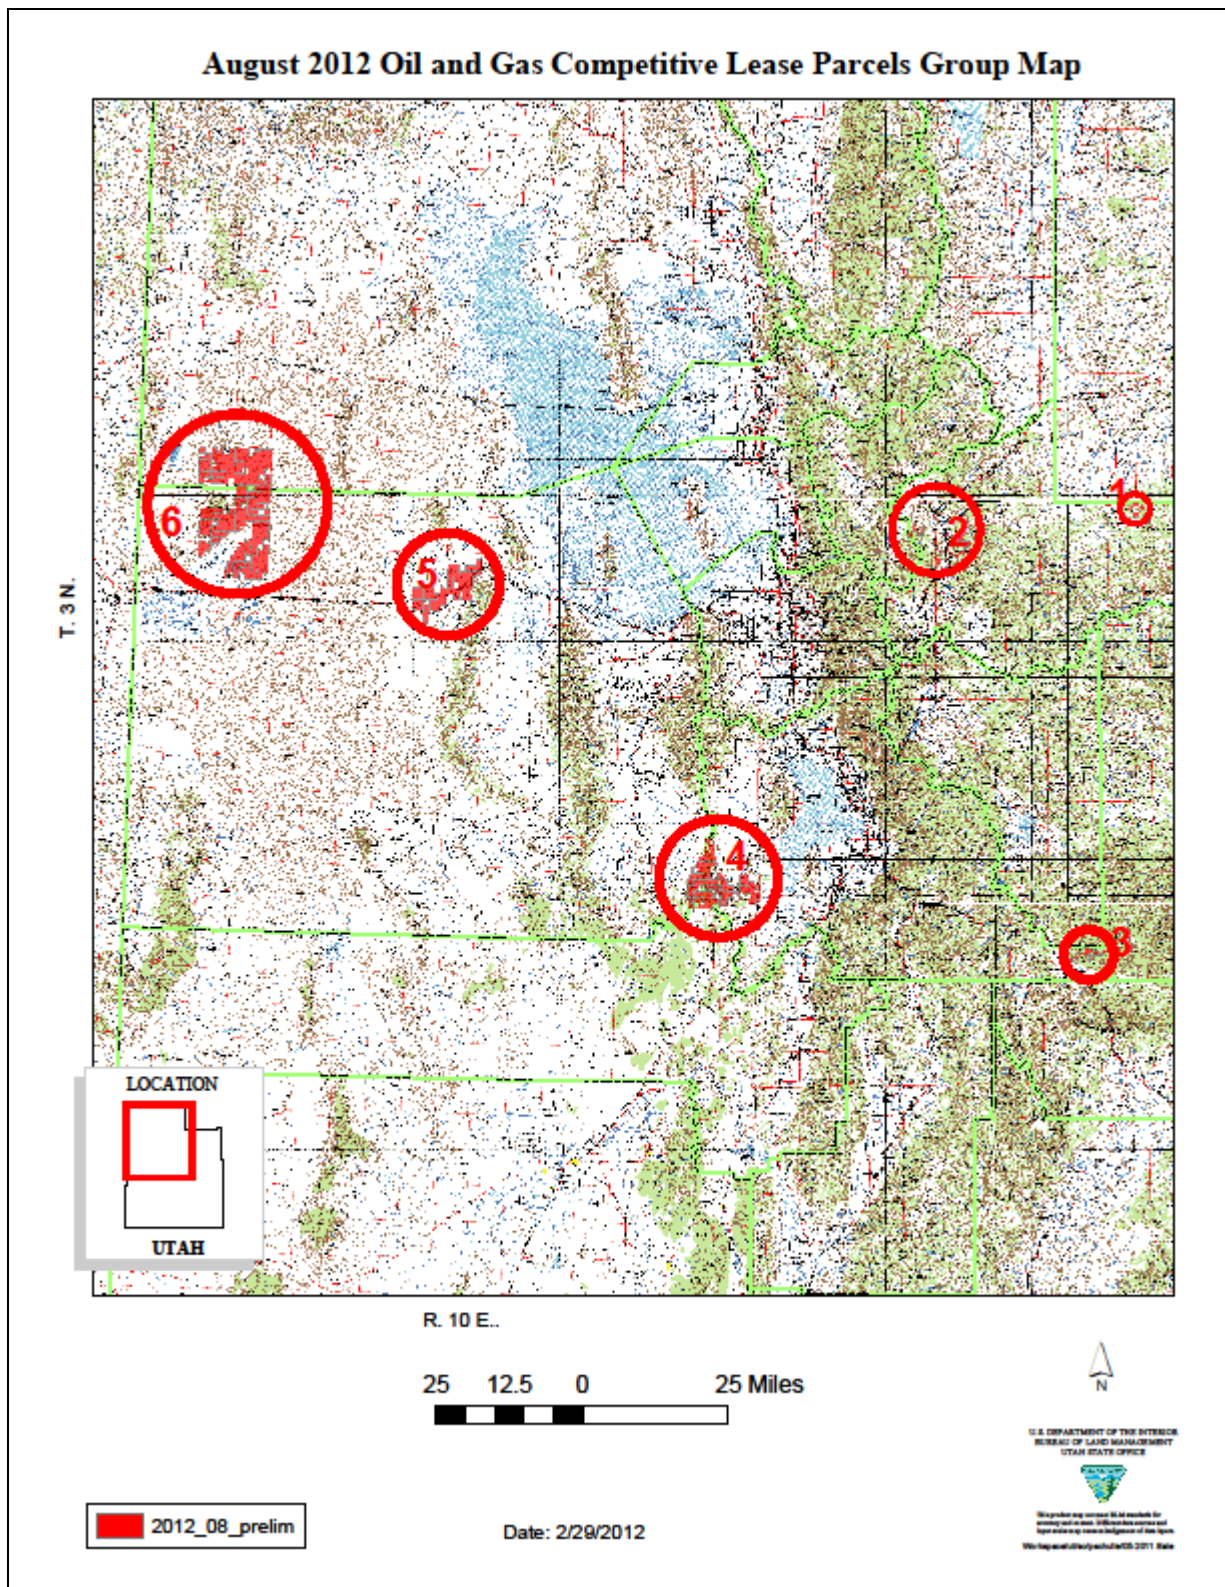 August 2012 Oil and Gas Competitive Lease Parcels Group Map
1
6
2
5
T. 3 N.
4
3
LOCATION
UTAH
R. 10 E..
25 12.5 0 25 Miles
N
U.S. DEPARTMENT OF THE INTERIOR
BUREAU OF LAND MANAGEMENT
UTAH STATE OFFICE
2012_08_prelim
Date: 2/29/2012